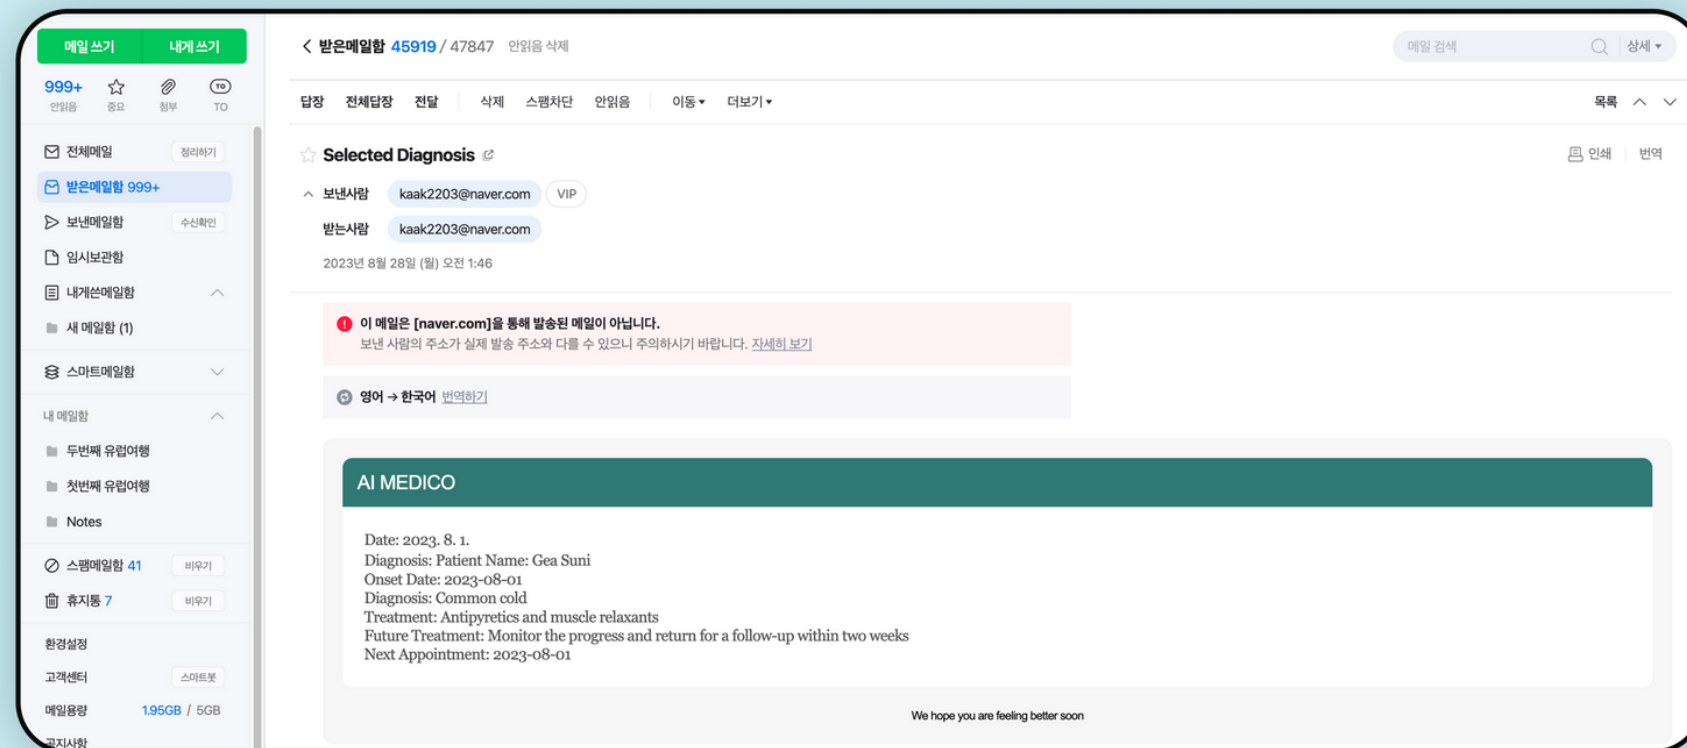 메일 쓰기 내게 쓰기
999+
안읽음 중요 첨부 TO
전체메일 정리하기
받은메일함 999+
보낸메일함 수신확인
임시보관함
내게쓴메일함
새 메일함 (1)
스마트메일함
내 메일함
두번째 유럽여행
첫번째 유럽여행
Notes
스팸메일함 41 비우기
휴지통 7 비우기
환경설정
고객센터 스마트봇
메일용량 1.95GB / 5GB
공지사항
받은메일함 45919 / 47847 안읽음 삭제
메일 검색 상세
답장 전체답장 전달 삭제 스팸차단 안읽음 이동 더보기 목록
Selected Diagnosis 인쇄 번역
보낸사람 kaak2203@naver.com VIP
받는사람 kaak2203@naver.com
2023년 8월 28일 (월) 오전 1:46
이 메일은 [naver.com]을 통해 발송된 메일이 아닙니다.
보낸 사람의 주소가 실제 발송 주소와 다를 수 있으니 주의하시기 바랍니다. 자세히 보기
영어 → 한국어 번역하기
AI MEDICO
Date: 2023. 8. 1.
Diagnosis: Patient Name: Gea Suni
Onset Date: 2023-08-01
Diagnosis: Common cold
Treatment: Antipyretics and muscle relaxants
Future Treatment: Monitor the progress and return for a follow-up within two weeks
Next Appointment: 2023-08-01
We hope you are feeling better soon